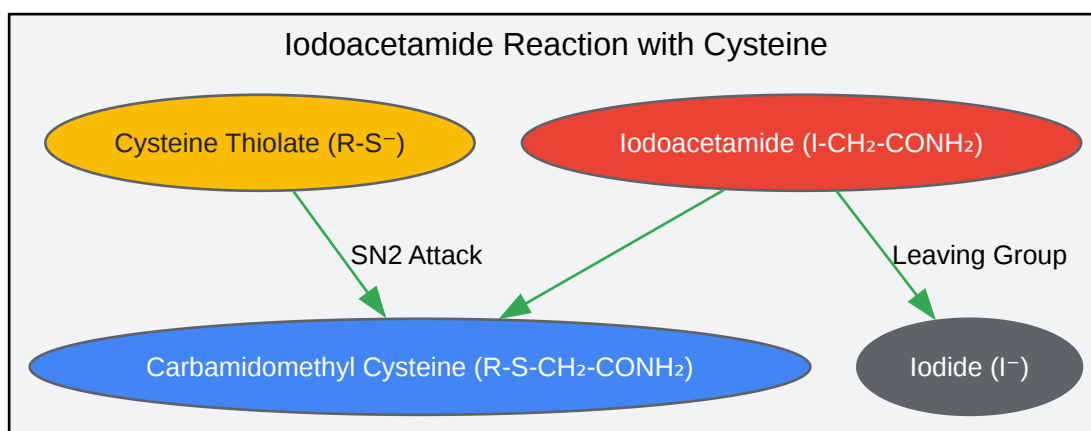 Iodoacetamide Reaction with Cysteine
Cysteine Thiolate (R-S⁻)
Iodoacetamide (I-CH₂-CONH₂)
SN2 Attack
Leaving Group
Carbamidomethyl Cysteine (R-S-CH₂-CONH₂)
Iodide (I⁻)